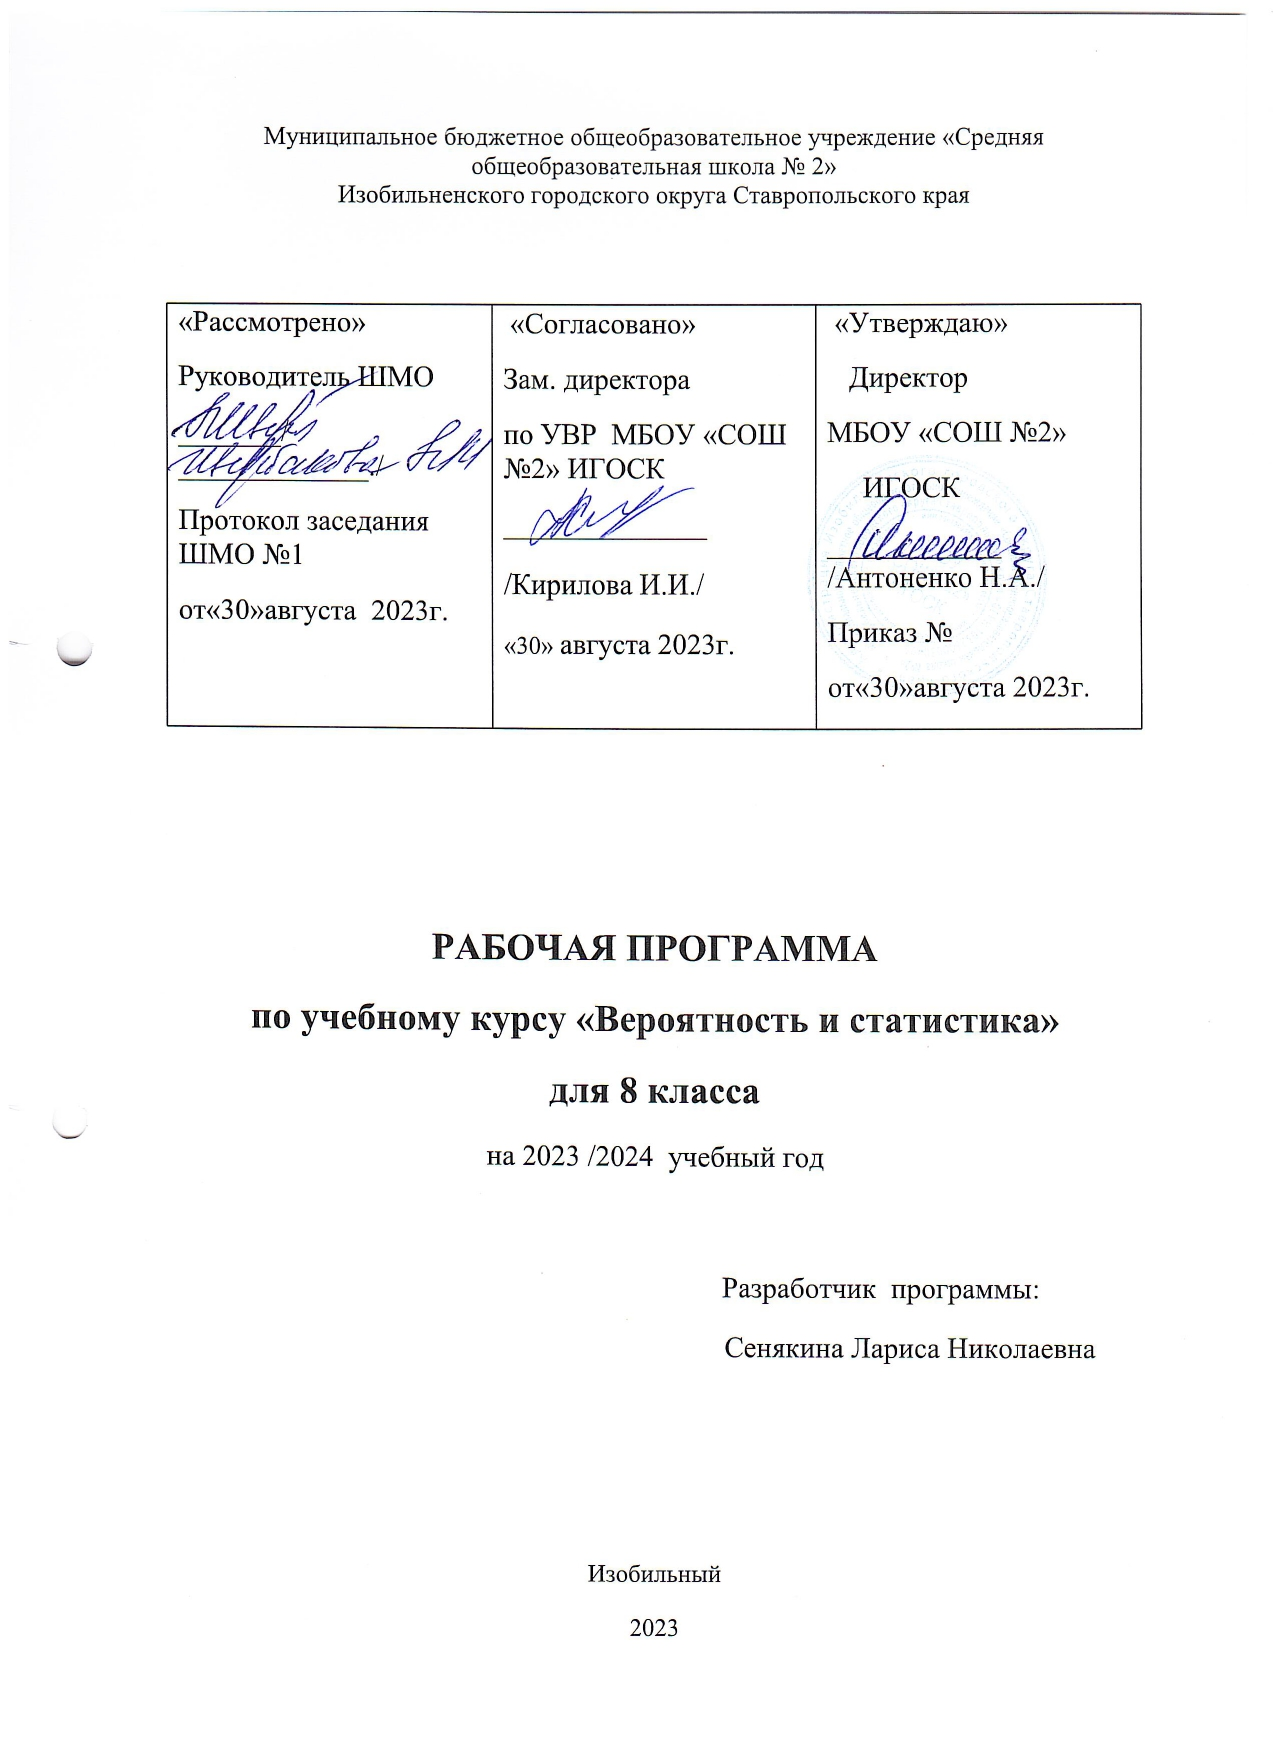 Муниципальное бюджетное общеобразовательное учреждение «Средняя
общеобразовательная школа № 2»
Изобильненского городского округа Ставропольского края
«Рассмотрено»
Руководитель ШМО
Протокол заседания
ШМО №1
от«30»августа 2023г.
«Согласовано»
Зам. директора
по УВР МБОУ «СОШ
№2» ИГОСК
/Кирилова И.И./
«30» августа 2023г.
«Утверждаю»
Директор
МБОУ «СОШ №2»
ИГОСК
/Антоненко Н.А./
Приказ №
от«30»августа 2023г.
РАБОЧАЯ ПРОГРАММА
по учебному курсу «Вероятность и статистика»
для 8 класса
на 2023 /2024 учебный год
Разработчик программы:
Сенякина Лариса Николаевна
Изобильный
2023